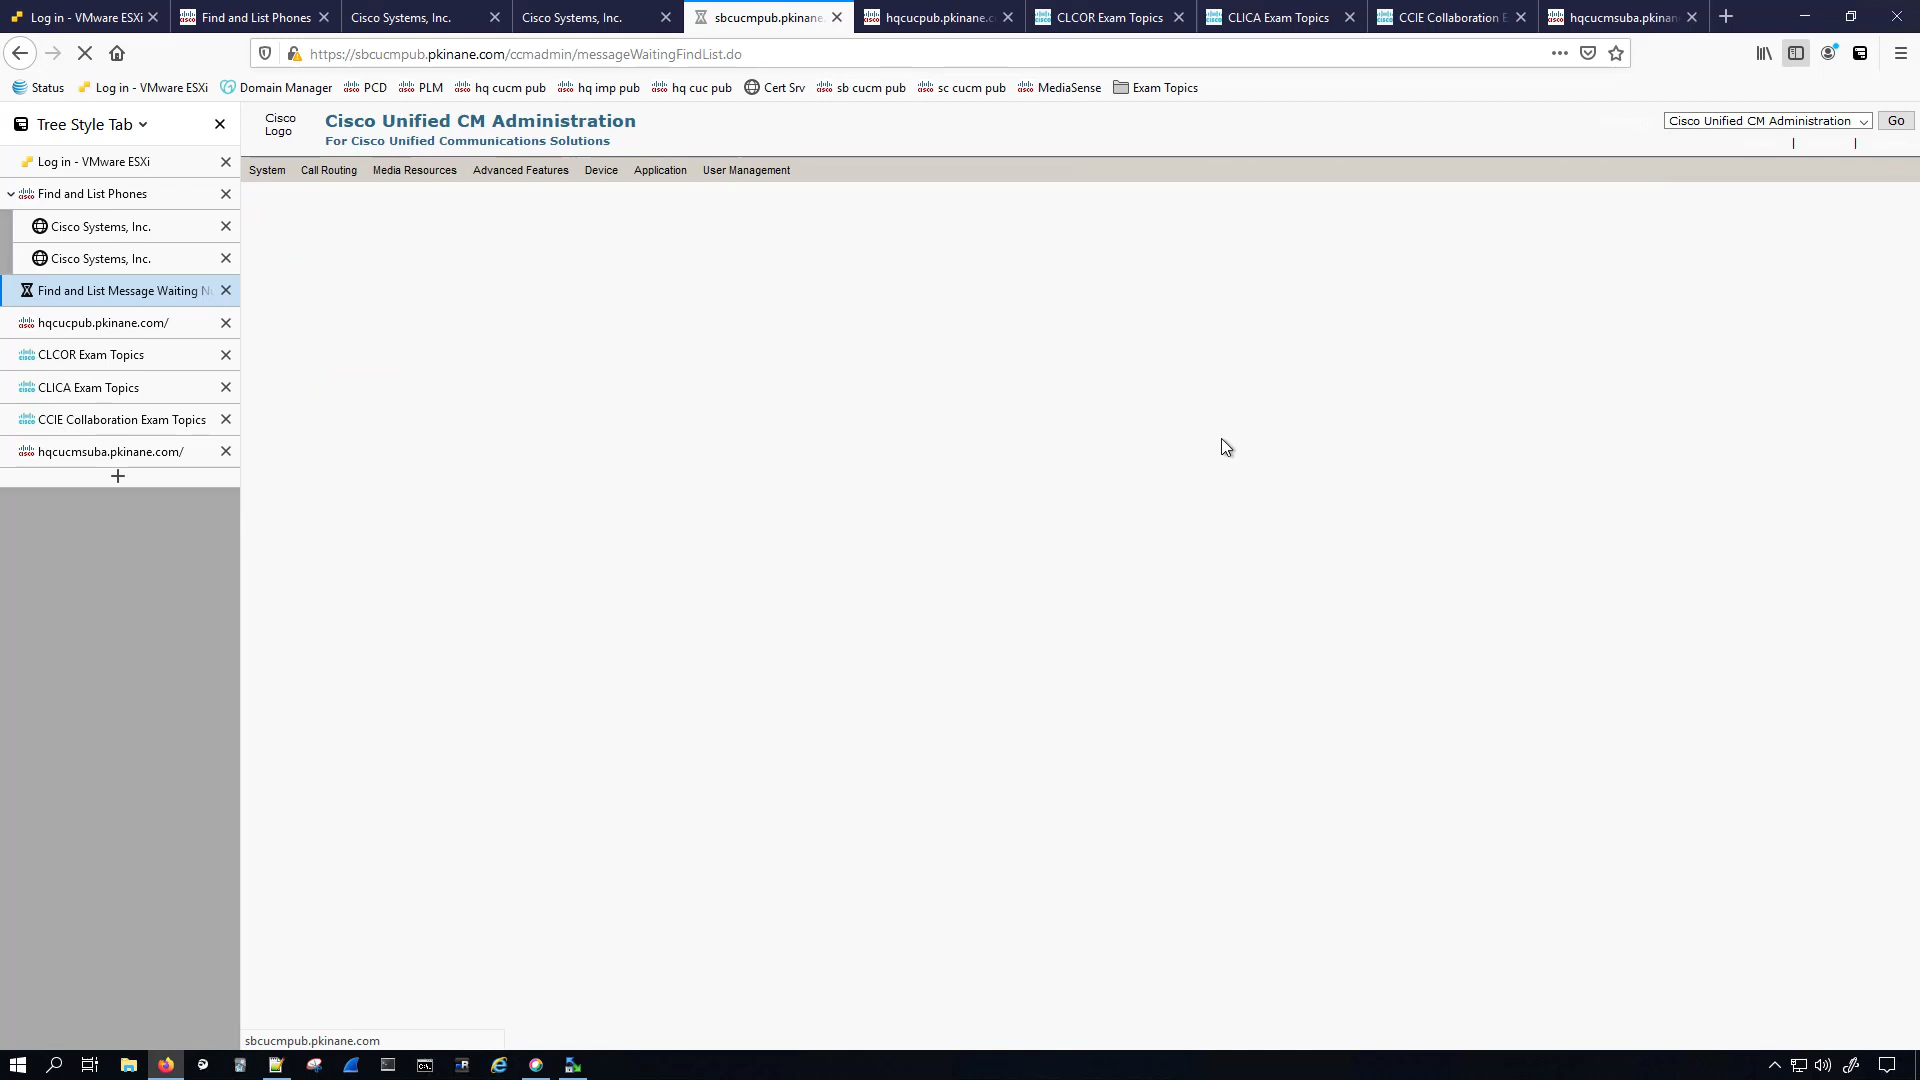 Log in - VMware ESXi
Find and List Phones
Cisco Systems, Inc.
Cisco Systems, Inc.
sbcucmpub.pkinane.
hqcucpub.pkinane.c
CLCOR Exam Topics
CLICA Exam Topics
CCIE Collaboration E
hqcucmsuba.pkinan
https://sbcucmpub.pkinane.com/ccmadmin/messageWaitingFindList.do
Status
Log in - VMware ESXi
Domain Manager
PCD
PLM
hq cucm pub
hq imp pub
hq cuc pub
Cert Srv
sb cucm pub
sc cucm pub
MediaSense
Exam Topics
Tree Style Tab
Log in - VMware ESXi
Find and List Phones
Cisco Systems, Inc.
Cisco Systems, Inc.
Find and List Message Waiting N
hqcucpub.pkinane.com/
CLCOR Exam Topics
CLICA Exam Topics
CCIE Collaboration Exam Topics
hqcucmsuba.pkinane.com/
Cisco
Logo
Cisco Unified CM Administration
For Cisco Unified Communications Solutions
Cisco Unified CM Administration
Go
System
Call Routing
Media Resources
Advanced Features
Device
Application
User Management
sbcucmpub.pkinane.com